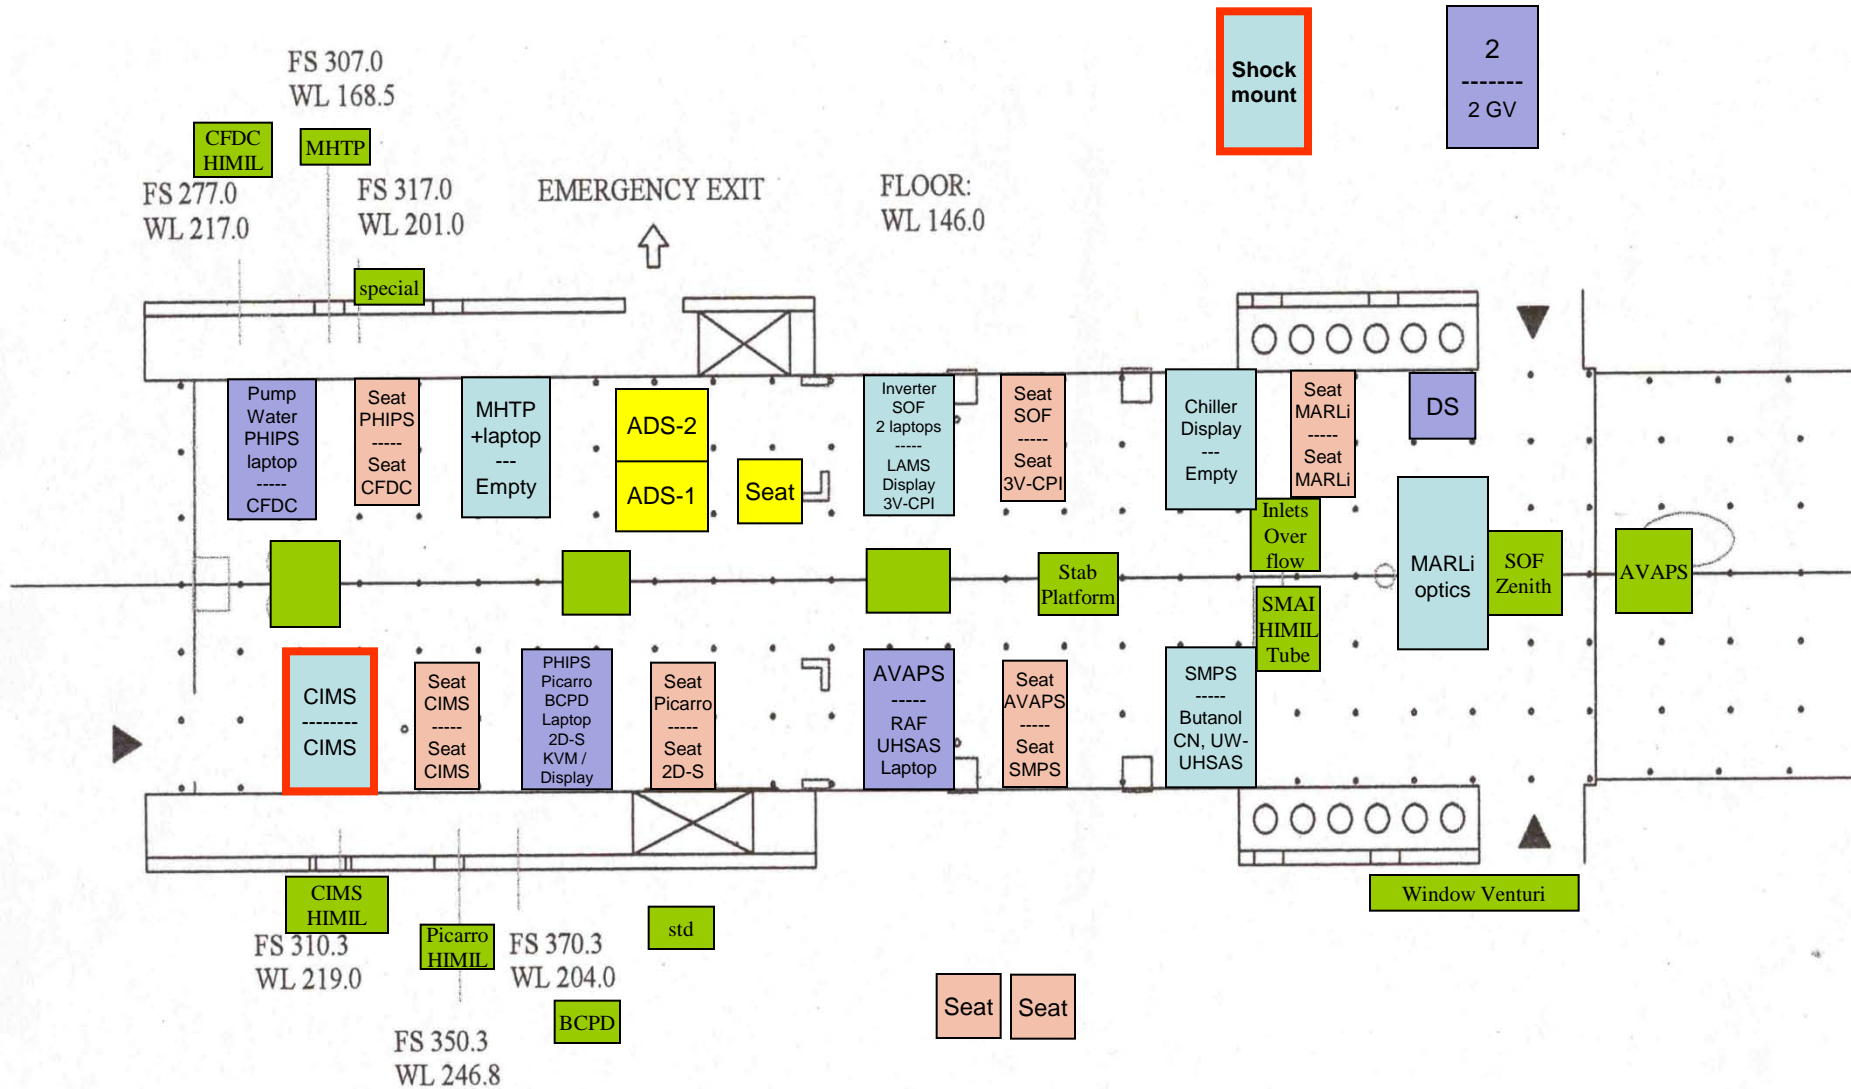 Shock
mount
2
-------
2 GV
FS 307.0
WL 168.5
CFDC
HIMIL
MHTP
FS 277.0
WL 217.0
FS 317.0
WL 201.0
EMERGENCY EXIT
FLOOR:
WL 146.0
special
Pump
Water
PHIPS
laptop
-----
CFDC
Seat
PHIPS
-----
Seat
CFDC
MHTP
+laptop
---
Empty
ADS-2
ADS-1
Seat
Inverter
SOF
2 laptops
-----
LAMS
Display
3V-CPI
Seat
SOF
-----
Seat
3V-CPI
Chiller
Display
---
Empty
Seat
MARLi
-----
Seat
MARLi
DS
Inlets
Over
flow
Stab
Platform
SMAI
HIMIL
Tube
MARLi
optics
SOF
Zenith
AVAPS
CIMS
--------
CIMS
Seat
CIMS
-----
Seat
CIMS
PHIPS
Picarro
BCPD
Laptop
2D-S
KVM /
Display
Seat
Picarro
-----
Seat
2D-S
AVAPS
-----
RAF
UHSAS
Laptop
Seat
AVAPS
-----
Seat
SMPS
SMPS
-----
Butanol
CN, UW-
UHSAS
CIMS
HIMIL
FS 310.3
WL 219.0
Picarro
HIMIL
FS 370.3
WL 204.0
std
Window Venturi
BCPD
FS 350.3
WL 246.8
Seat
Seat